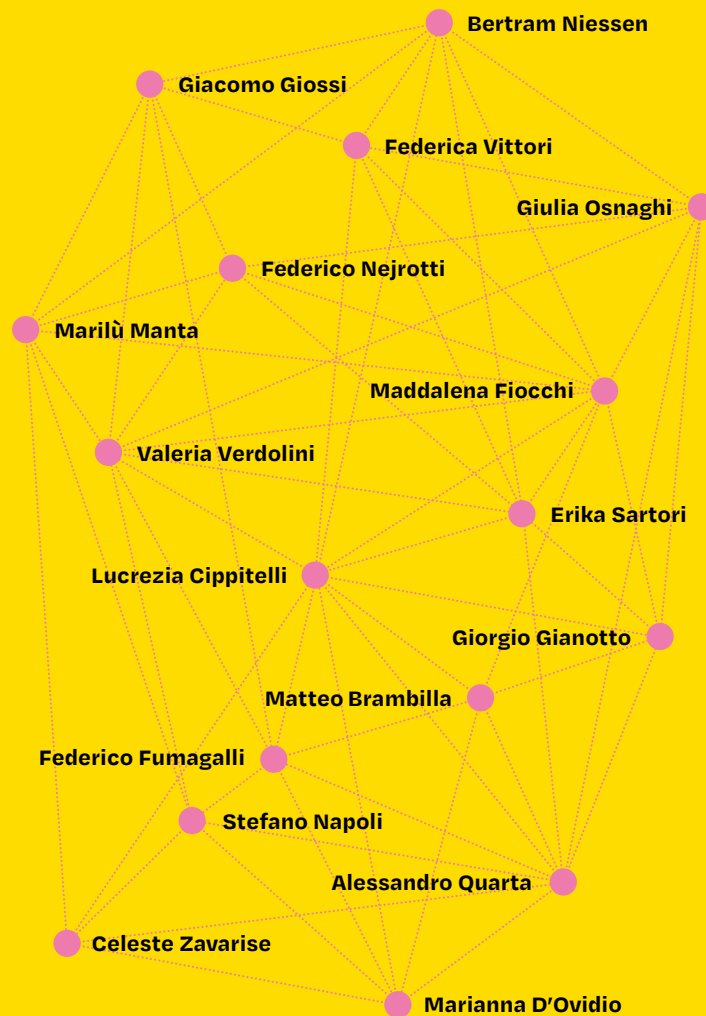 Bertram Niessen
Giacomo Giossi
Federica Vittori
Giulia Osnaghi
Federico Nejrotti
Marilù Manta
Maddalena Fiocchi
Valeria Verdolini
Erika Sartori
Lucrezia Cippitelli
Giorgio Gianotto
Matteo Brambilla
Federico Fumagalli
Stefano Napoli
Alessandro Quarta
Celeste Zavarise
Marianna D’Ovidio